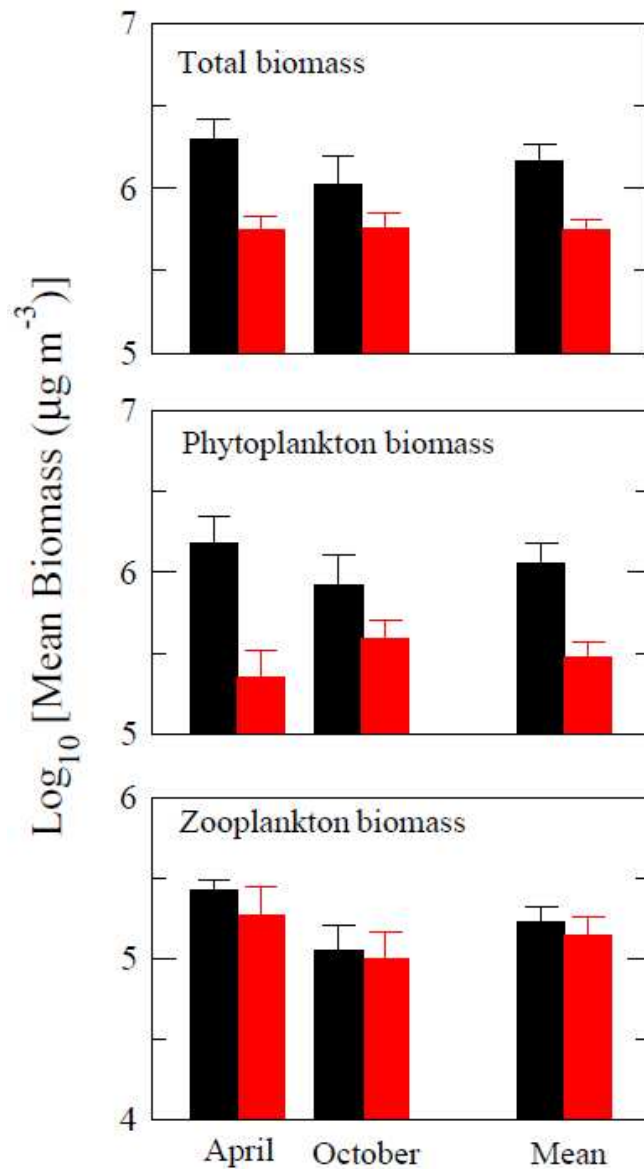 Log₁₀ [Mean Biomass (µg m⁻³)]
7
Total biomass
6
5
7
Phytoplankton biomass
6
5
6
Zooplankton biomass
5
4
April October Mean